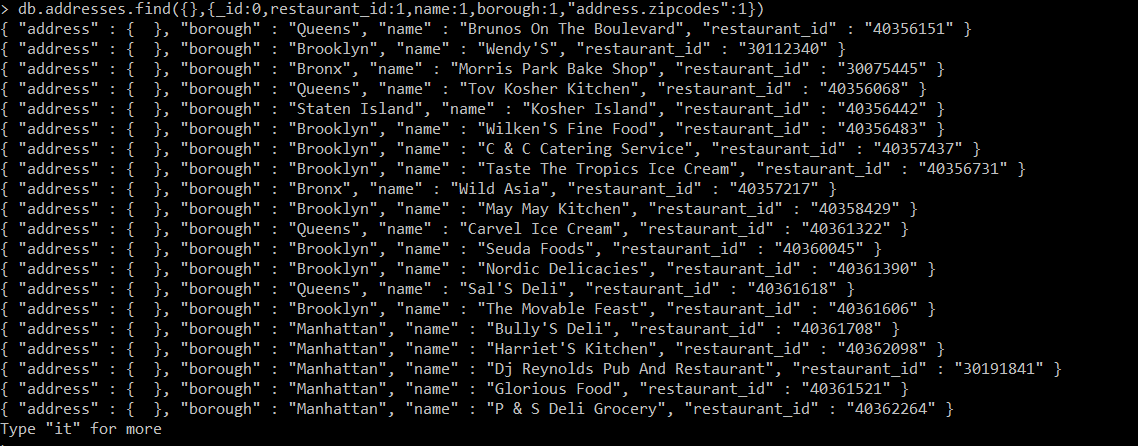 > db.addresses.find({},{_id:0,restaurant_id:1,name:1,borough:1,"address.zipcodes":1})
{ "address" : {  }, "borough" : "Queens", "name" : "Brunos On The Boulevard", "restaurant_id" : "40356151" }
{ "address" : {  }, "borough" : "Brooklyn", "name" : "Wendy'S", "restaurant_id" : "30112340" }
{ "address" : {  }, "borough" : "Bronx", "name" : "Morris Park Bake Shop", "restaurant_id" : "30075445" }
{ "address" : {  }, "borough" : "Queens", "name" : "Tov Kosher Kitchen", "restaurant_id" : "40356068" }
{ "address" : {  }, "borough" : "Staten Island", "name" : "Kosher Island", "restaurant_id" : "40356442" }
{ "address" : {  }, "borough" : "Brooklyn", "name" : "Wilken'S Fine Food", "restaurant_id" : "40356483" }
{ "address" : {  }, "borough" : "Brooklyn", "name" : "C & C Catering Service", "restaurant_id" : "40357437" }
{ "address" : {  }, "borough" : "Brooklyn", "name" : "Taste The Tropics Ice Cream", "restaurant_id" : "40356731" }
{ "address" : {  }, "borough" : "Bronx", "name" : "Wild Asia", "restaurant_id" : "40357217" }
{ "address" : {  }, "borough" : "Brooklyn", "name" : "May May Kitchen", "restaurant_id" : "40358429" }
{ "address" : {  }, "borough" : "Queens", "name" : "Carvel Ice Cream", "restaurant_id" : "40361322" }
{ "address" : {  }, "borough" : "Brooklyn", "name" : "Seuda Foods", "restaurant_id" : "40360045" }
{ "address" : {  }, "borough" : "Brooklyn", "name" : "Nordic Delicacies", "restaurant_id" : "40361390" }
{ "address" : {  }, "borough" : "Queens", "name" : "Sal'S Deli", "restaurant_id" : "40361618" }
{ "address" : {  }, "borough" : "Brooklyn", "name" : "The Movable Feast", "restaurant_id" : "40361606" }
{ "address" : {  }, "borough" : "Manhattan", "name" : "Bully'S Deli", "restaurant_id" : "40361708" }
{ "address" : {  }, "borough" : "Manhattan", "name" : "Harriet'S Kitchen", "restaurant_id" : "40362098" }
{ "address" : {  }, "borough" : "Manhattan", "name" : "Dj Reynolds Pub And Restaurant", "restaurant_id" : "30191841" }
{ "address" : {  }, "borough" : "Manhattan", "name" : "Glorious Food", "restaurant_id" : "40361521" }
{ "address" : {  }, "borough" : "Manhattan", "name" : "P & S Deli Grocery", "restaurant_id" : "40362264" }
Type "it" for more